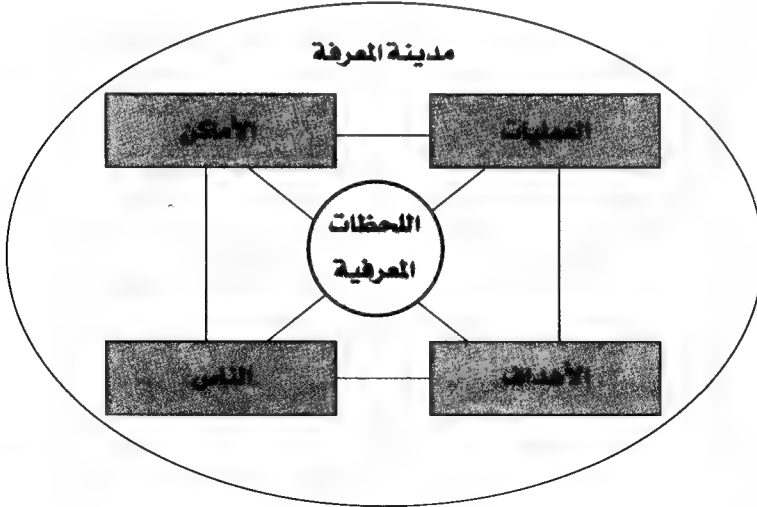 مدينة المعرفة
العمليات
الأماكن
اللحظات
المعرفية
الأهداف
الناس